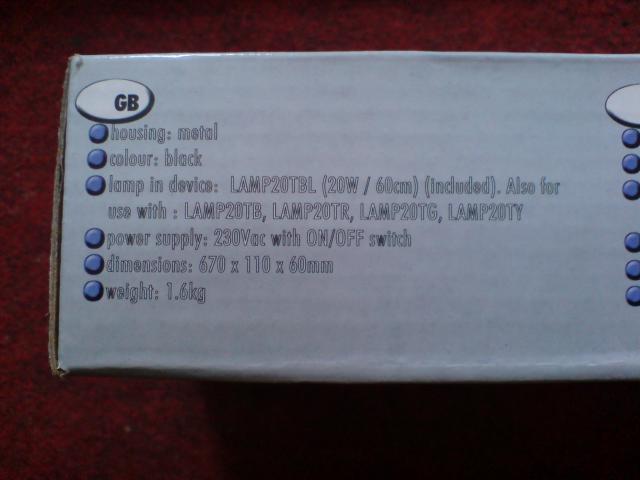 GB
housing: metal
colour: black
lamp in device: LAMP20TBL (20W / 60cm) (included). Also for
use with : LAMP20TB, LAMP20TR, LAMP20TG, LAMP20TY
power supply: 230Vac with ON/OFF switch
dimensions: 670 x 110 x 60mm
weight: 1.6kg